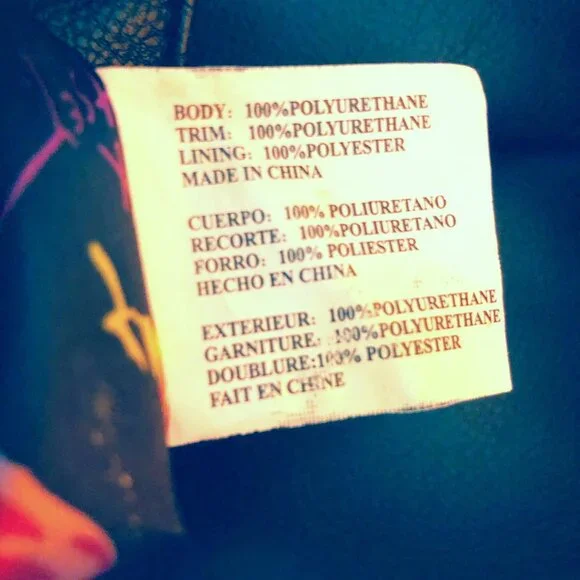 BODY: 100%POLYURETHANE
TRIM: 100%POLYURETHANE
LINING: 100%POLYESTER
MADE IN CHINA
CUERPO: 100% POLIURETANO
RECORTE: 100%POLIURETANO
FORRO: 100% POLIESTER
HECHO EN CHINA
EXTERIEUR: 100%POLYURETHANE
GARNITURE: 100%POLYURETHANE
DOUBLURE:100% POLYESTER
FAIT EN CHINE